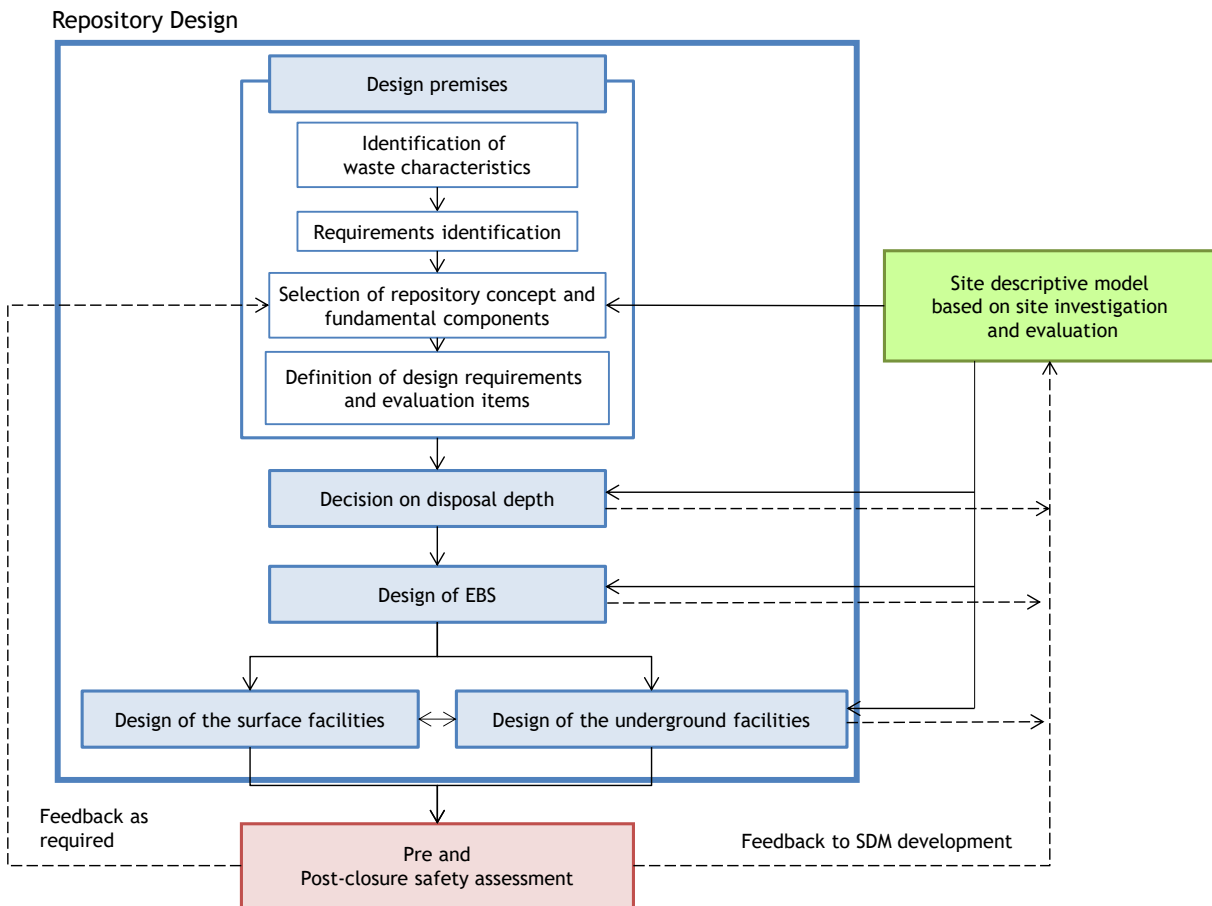 Repository Design
Design premises
Identification of
waste characteristics
Requirements identification
Selection of repository concept and
fundamental components
Definition of design requirements
and evaluation items
Site descriptive model
based on site investigation
and evaluation
Decision on disposal depth
Design of EBS
Design of the surface facilities
Design of the underground facilities
Feedback as
required
Pre and
Post-closure safety assessment
Feedback to SDM development